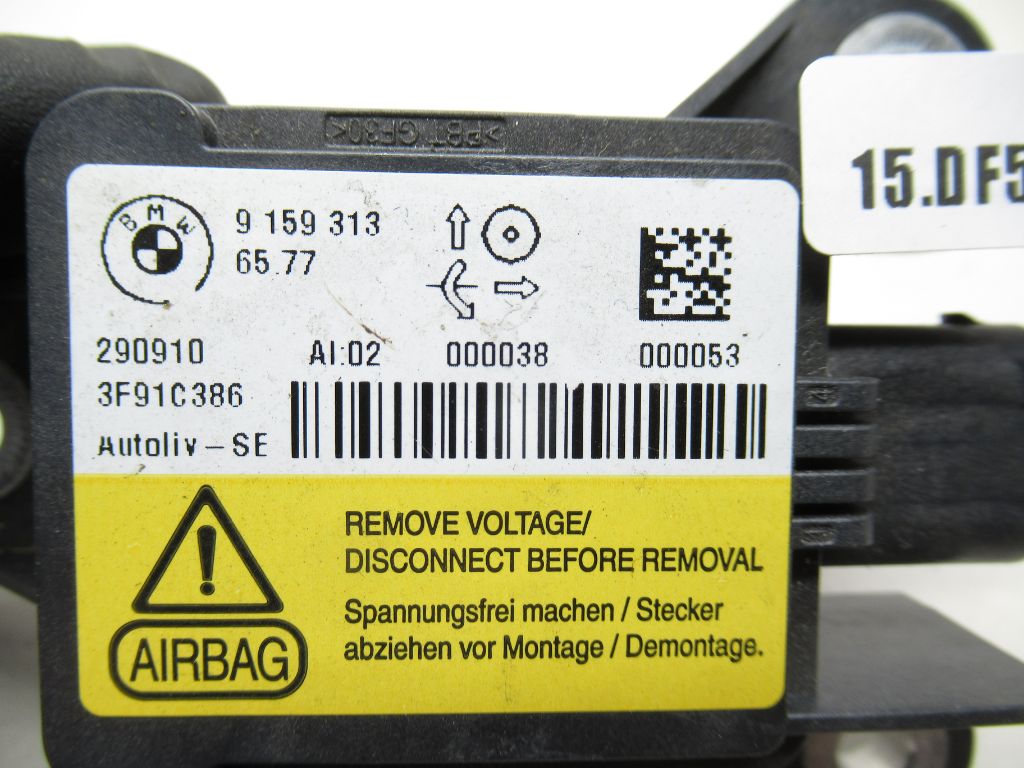 >PBT GF30<
15.DF5
BMW
9 159 313
65.77
290910 AI:02 000038 000053
3F91C386
Autoliv-SE
REMOVE VOLTAGE/
DISCONNECT BEFORE REMOVAL
Spannungsfrei machen / Stecker
abziehen vor Montage / Demontage.
AIRBAG